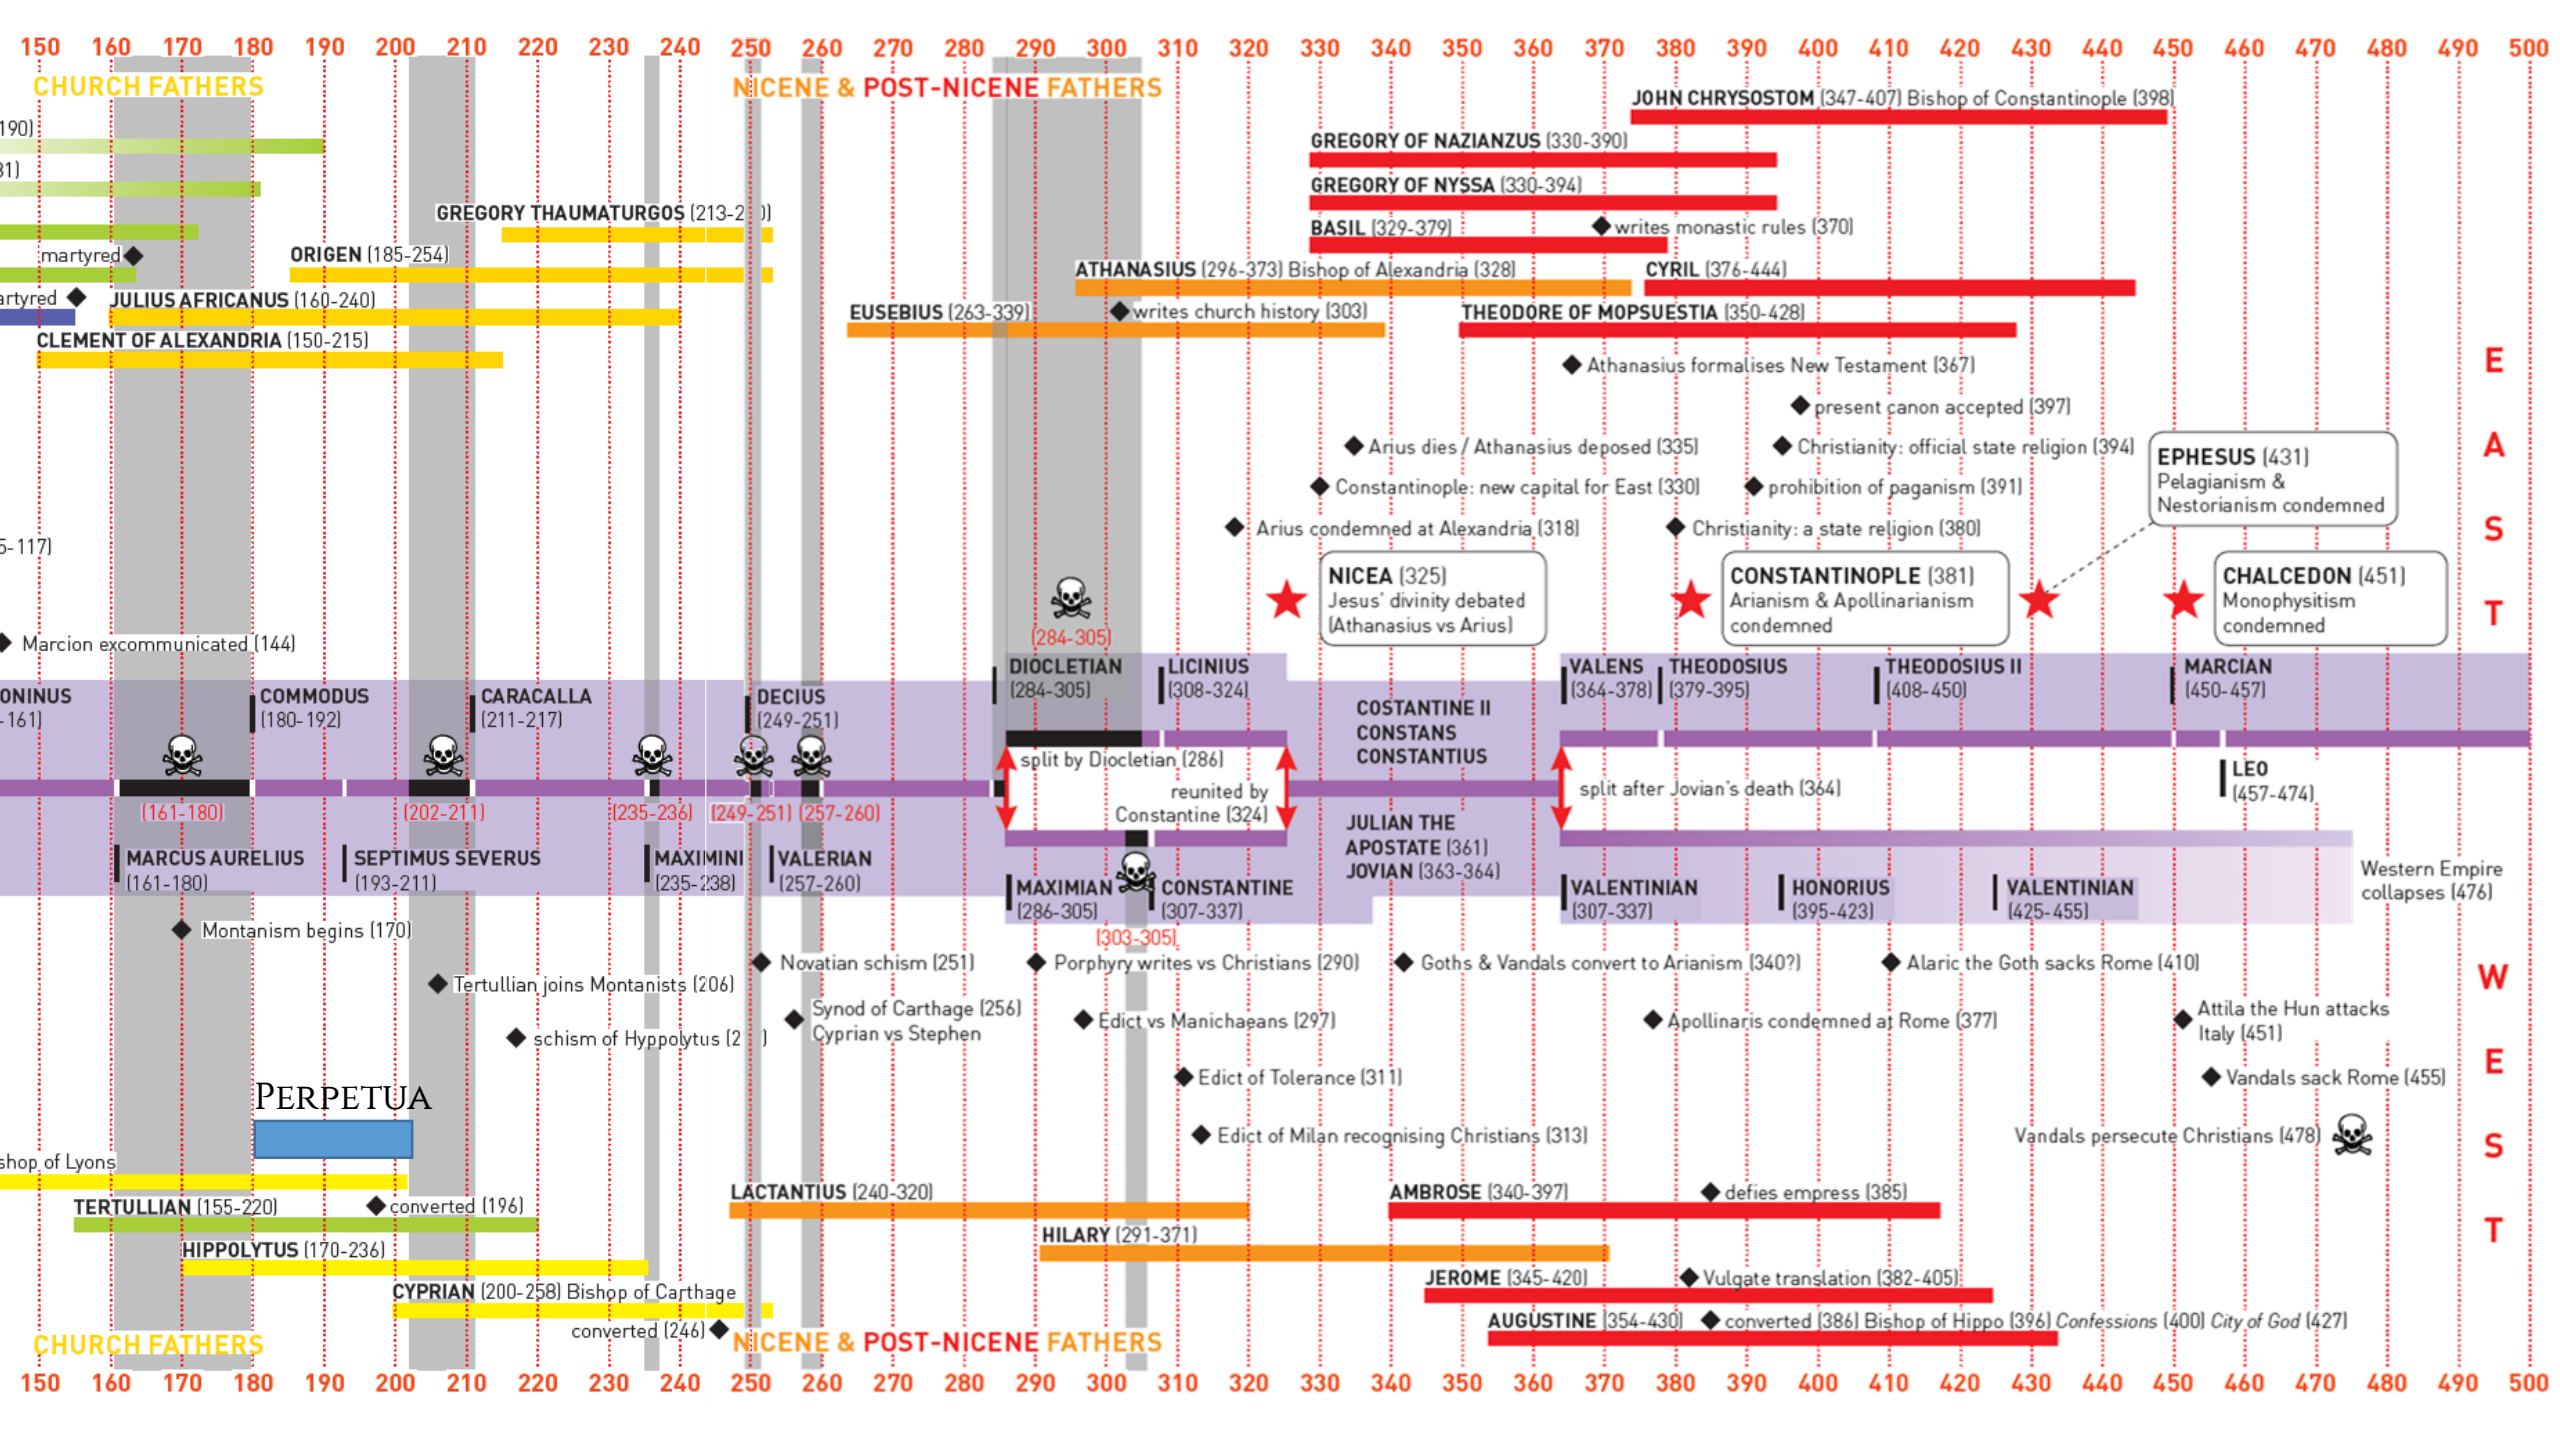 150 160 170 180 190 200 210 220 230 240 250 260 270 280 290 300 310 320 330 340 350 360 370 380 390 400 410 420 430 440 450 460 470 480 490 500
CHURCH FATHERS
NICENE & POST-NICENE FATHERS
JOHN CHRYSOSTOM (347-407) Bishop of Constantinople (398)
190)
GREGORY OF NAZIANZUS (330-390)
31)
GREGORY OF NYSSA (330-394)
GREGORY THAUMATURGOS (213-2 0)
BASIL (329-379)
writes monastic rules (370)
martyred
ORIGEN (185-254)
ATHANASIUS (296-373) Bishop of Alexandria (328)
CYRIL (376-444)
artyred
JULIUS AFRICANUS (160-240)
EUSEBIUS (263-339)
writes church history (303)
THEODORE OF MOPSUESTIA (350-428)
CLEMENT OF ALEXANDRIA (150-215)
Athanasius formalises New Testament (367)
present canon accepted (397)
Arius dies / Athanasius deposed (335)
Christianity: official state religion (394)
Constantinople: new capital for East (330)
prohibition of paganism (391)
Arius condemned at Alexandria (318)
Christianity: a state religion (380)
EPHESUS (431)
Pelagianism &
Nestorianism condemned
E
A
S
T
5-117)
NICEA (325)
Jesus' divinity debated
(Athanasius vs Arius)
CONSTANTINOPLE (381)
Arianism & Apollinarianism
condemned
CHALCEDON (451)
Monophysitism
condemned
Marcion excommunicated (144)
(284-305)
ONINUS
-161)
COMMODUS
(180-192)
CARACALLA
(211-217)
DECIUS
(249-251)
DIOCLETIAN
(284-305)
LICINIUS
(308-324)
COSTANTINE II
CONSTANS
CONSTANTIUS
VALENS
(364-378)
THEODOSIUS
(379-395)
THEODOSIUS II
(408-450)
MARCIAN
(450-457)
split by Diocletian (286)
reunited by
Constantine (324)
split after Jovian's death (364)
LEO
(457-474)
(161-180)
(202-211)
(235-236)
(249-251)
(257-260)
MARCUS AURELIUS
(161-180)
SEPTIMUS SEVERUS
(193-211)
MAXIMINI
(235-238)
VALERIAN
(257-260)
MAXIMIAN
(286-305)
CONSTANTINE
(307-337)
JULIAN THE
APOSTATE (361)
JOVIAN (363-364)
VALENTINIAN
(307-337)
HONORIUS
(395-423)
VALENTINIAN
(425-455)
Western Empire
collapses (476)
(303-305)
Montanism begins (170)
Novatian schism (251)
Porphyry writes vs Christians (290)
Goths & Vandals convert to Arianism (340?)
Alaric the Goth sacks Rome (410)
Tertullian joins Montanists (206)
Synod of Carthage (256)
Cyprian vs Stephen
Edict vs Manichaeans (297)
Apollinaris condemned at Rome (377)
Attila the Hun attacks
Italy (451)
schism of Hyppolytus (2 )
Edict of Tolerance (311)
Vandals sack Rome (455)
PERPETUA
Edict of Milan recognising Christians (313)
Vandals persecute Christians (478)
W
E
S
T
shop of Lyons
TERTULLIAN (155-220)
converted (196)
LACTANTIUS (240-320)
AMBROSE (340-397)
defies empress (385)
HIPPOLYTUS (170-236)
HILARY (291-371)
CYPRIAN (200-258) Bishop of Carthage
JEROME (345-420)
Vulgate translation (382-405)
converted (246)
AUGUSTINE (354-430)
converted (386) Bishop of Hippo (396) Confessions (400) City of God (427)
CHURCH FATHERS
NICENE & POST-NICENE FATHERS
150 160 170 180 190 200 210 220 230 240 250 260 270 280 290 300 310 320 330 340 350 360 370 380 390 400 410 420 430 440 450 460 470 480 490 500